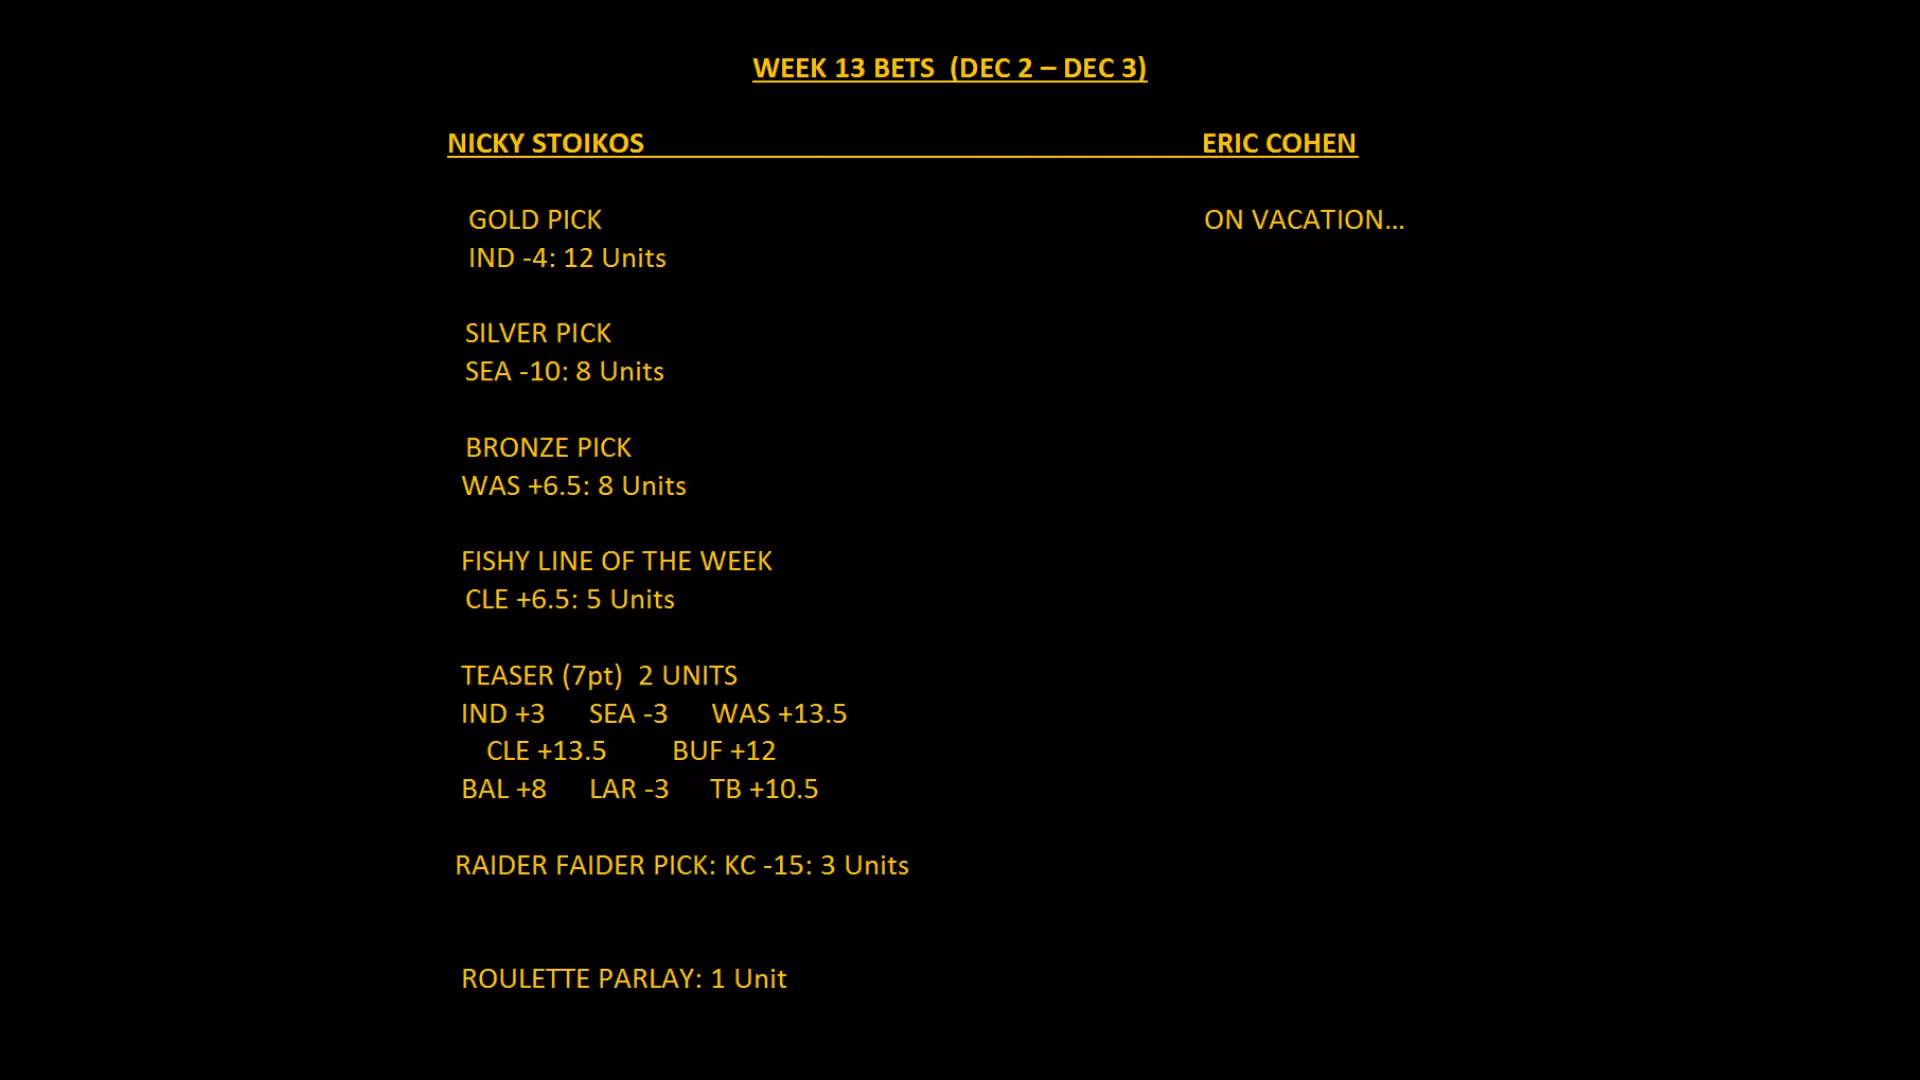 WEEK 13 BETS (DEC 2 – DEC 3)
NICKY STOIKOS ERIC COHEN
GOLD PICK ON VACATION...
IND -4: 12 Units
SILVER PICK
SEA -10: 8 Units
BRONZE PICK
WAS +6.5: 8 Units
FISHY LINE OF THE WEEK
CLE +6.5: 5 Units
TEASER (7pt) 2 UNITS
IND +3 SEA -3 WAS +13.5
CLE +13.5 BUF +12
BAL +8 LAR -3 TB +10.5
RAIDER FAIDER PICK: KC -15: 3 Units
ROULETTE PARLAY: 1 Unit